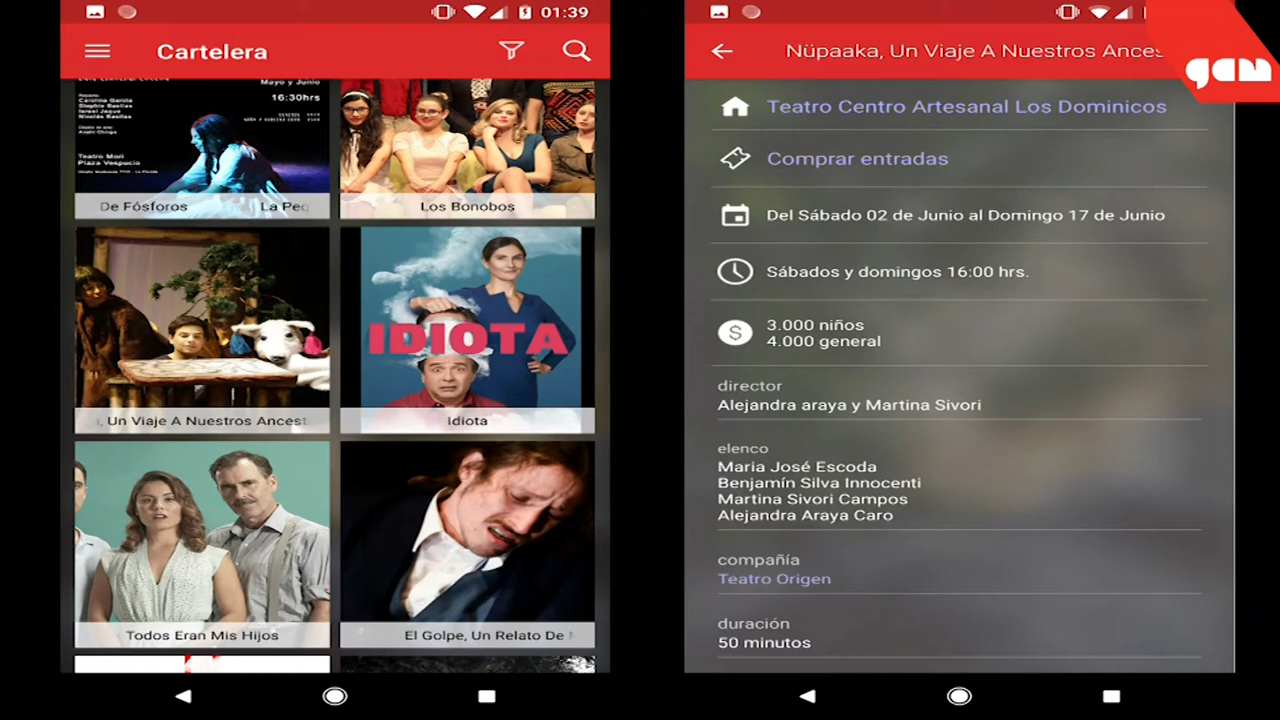 01:39
Cartelera
Mayo y Junio
16:30hrs
Carolina García
Teatro Mori
Plaza Vespucio
De Fósforos La Peq
Los Bonobos
IDIOTA
, Un Viaje A Nuestros Ancest
Idiota
Todos Eran Mis Hijos
El Golpe, Un Relato De
Nüpaaka, Un Viaje A Nuestros Ances
gam
Teatro Centro Artesanal Los Dominicos
Comprar entradas
Del Sábado 02 de Junio al Domingo 17 de Junio
Sábados y domingos 16:00 hrs.
3.000 niños
4.000 general
director
Alejandra araya y Martina Sivori
elenco
Maria José Escoda
Benjamín Silva Innocenti
Martina Sivori Campos
Alejandra Araya Caro
compañía
Teatro Origen
duración
50 minutos